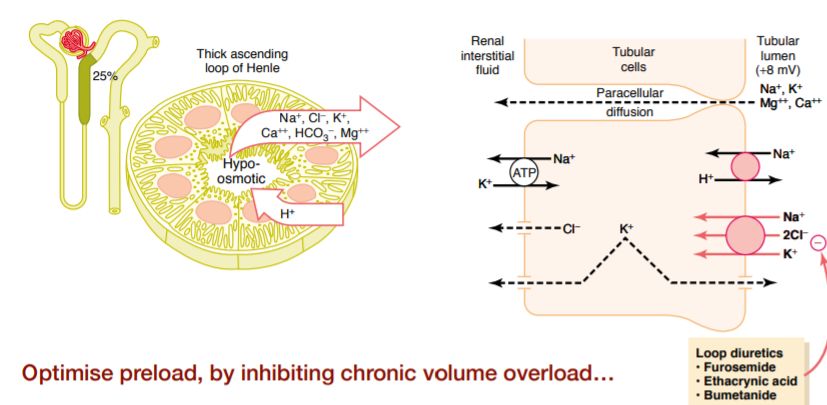 25%
Thick ascending
loop of Henle
Na⁺, Cl⁻, K⁺,
Ca⁺⁺, HCO₃⁻, Mg⁺⁺
Hypo-
osmotic
H⁺
Renal
interstitial
fluid
Tubular
cells
Tubular
lumen
(+8 mV)
Paracellular
diffusion
Na⁺, K⁺
Mg⁺⁺, Ca⁺⁺
Na⁺
ATP
K⁺
Na⁺
H⁺
Cl⁻
K⁺
Na⁺
2Cl⁻
K⁺
−
Loop diuretics
• Furosemide
• Ethacrynic acid
• Bumetanide
Optimise preload, by inhibiting chronic volume overload…